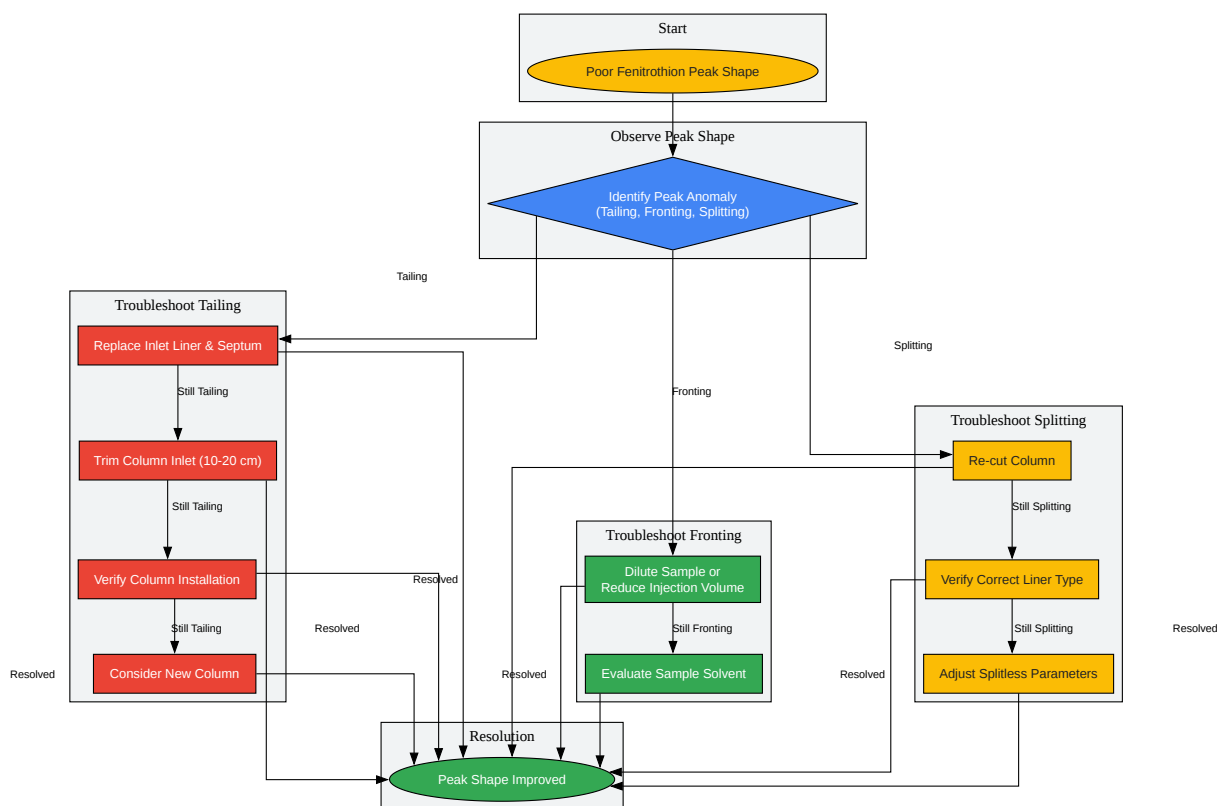 Start
Poor Fenitrothion Peak Shape
Observe Peak Shape
Identify Peak Anomaly
(Tailing, Fronting, Splitting)
Tailing
Troubleshoot Tailing
Replace Inlet Liner & Septum
Splitting
Still Tailing
Fronting
Troubleshoot Splitting
Trim Column Inlet (10-20 cm)
Re-cut Column
Still Tailing
Still Splitting
Troubleshoot Fronting
Verify Column Installation
Resolved
Dilute Sample or
Reduce Injection Volume
Verify Correct Liner Type
Still Tailing
Resolved
Still Fronting
Still Splitting
Resolved
Resolved
Consider New Column
Resolved
Evaluate Sample Solvent
Resolved
Adjust Splitless Parameters
Resolution
Peak Shape Improved